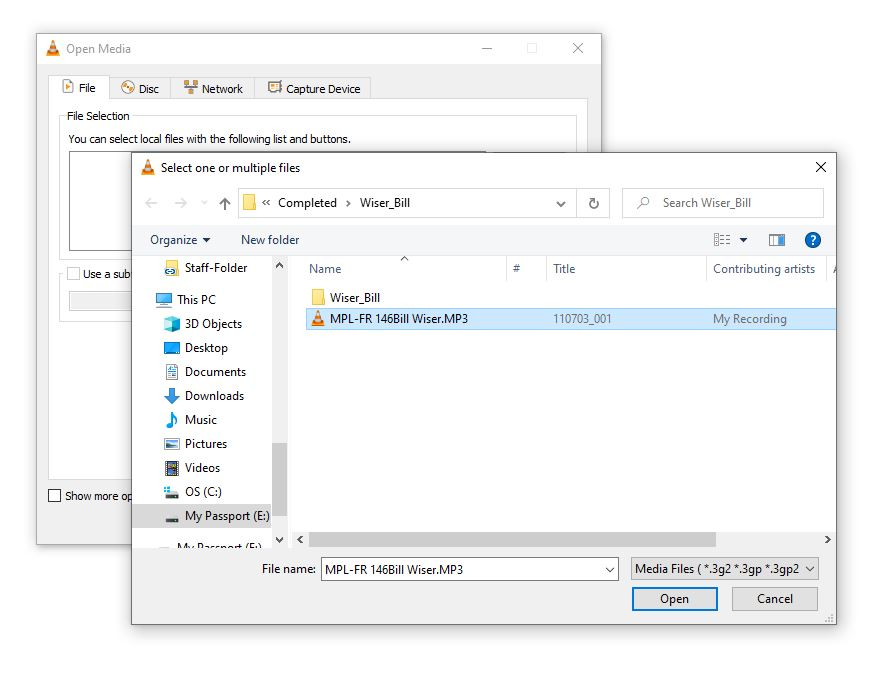 Open Media
File
Disc
Network
Capture Device
File Selection
You can select local files with the following list and buttons.
Select one or multiple files
« Completed › Wiser_Bill
Search Wiser_Bill
Organize
New folder
Use a sub
Show more op
Staff-Folder
This PC
3D Objects
Desktop
Documents
Downloads
Music
Pictures
Videos
OS (C:)
My Passport (E:)
My Passport (E:)
Name
#
Title
Contributing artists
Wiser_Bill
MPL-FR 146Bill Wiser.MP3
110703_001
My Recording
File name:
MPL-FR 146Bill Wiser.MP3
Media Files ( *.3g2 *.3gp *.3gp2
Open
Cancel